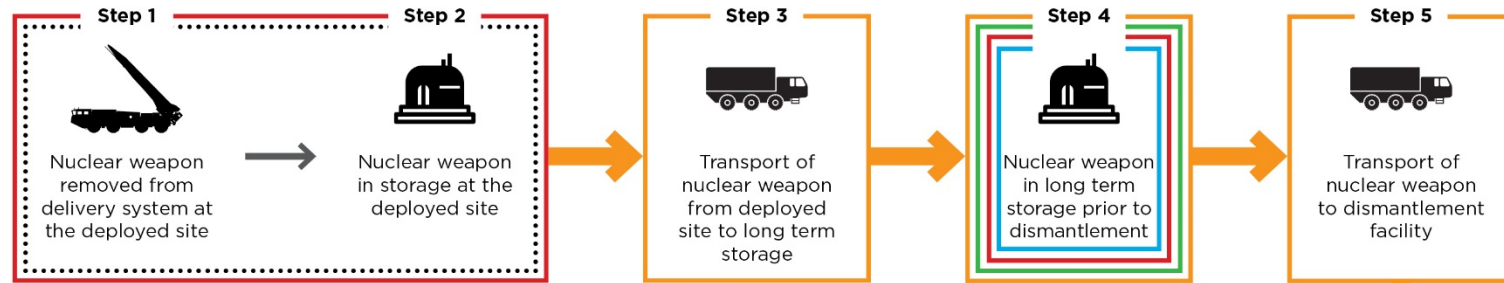 Step 1
Nuclear weapon
removed from
delivery system at
the deployed site
Step 2
Nuclear weapon
in storage at the
deployed site
Step 3
Transport of
nuclear weapon
from deployed
site to long term
storage
Step 4
Nuclear weapon
in long term
storage prior to
dismantlement
Step 5
Transport of
nuclear weapon
to dismantlement
facility